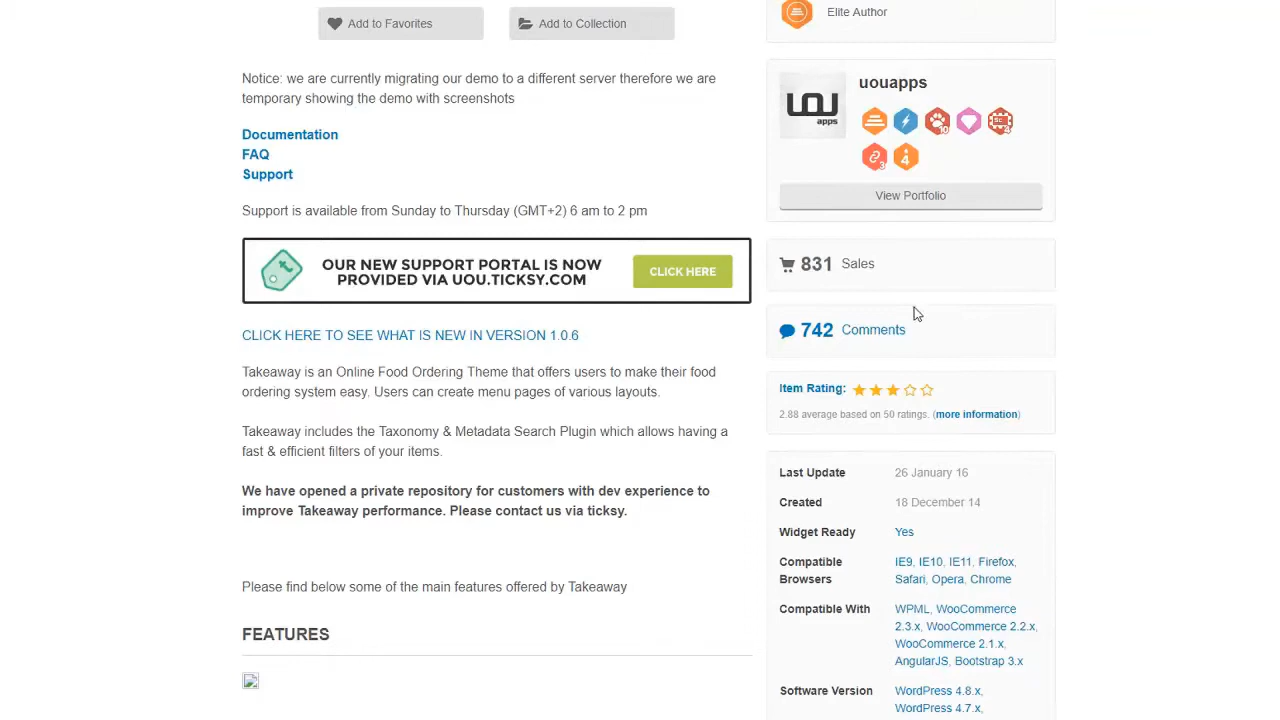 Add to Favorites
Add to Collection
Notice: we are currently migrating our demo to a different server therefore we are
temporary showing the demo with screenshots
Documentation
FAQ
Support
Support is available from Sunday to Thursday (GMT+2) 6 am to 2 pm
OUR NEW SUPPORT PORTAL IS NOW
PROVIDED VIA UOU.TICKSY.COM
CLICK HERE
CLICK HERE TO SEE WHAT IS NEW IN VERSION 1.0.6
Takeaway is an Online Food Ordering Theme that offers users to make their food
ordering system easy. Users can create menu pages of various layouts.
Takeaway includes the Taxonomy & Metadata Search Plugin which allows having a
fast & efficient filters of your items.
We have opened a private repository for customers with dev experience to
improve Takeaway performance. Please contact us via ticksy.
Please find below some of the main features offered by Takeaway
FEATURES
Elite Author
uou
apps
uouapps
10
SC
4
3
4
View Portfolio
831 Sales
742 Comments
Item Rating:
2.88 average based on 50 ratings. (more information)
Last Update 26 January 16
Created 18 December 14
Widget Ready Yes
Compatible IE9, IE10, IE11, Firefox,
Browsers Safari, Opera, Chrome
Compatible With WPML, WooCommerce
2.3.x, WooCommerce 2.2.x,
WooCommerce 2.1.x,
AngularJS, Bootstrap 3.x
Software Version WordPress 4.8.x,
WordPress 4.7.x,